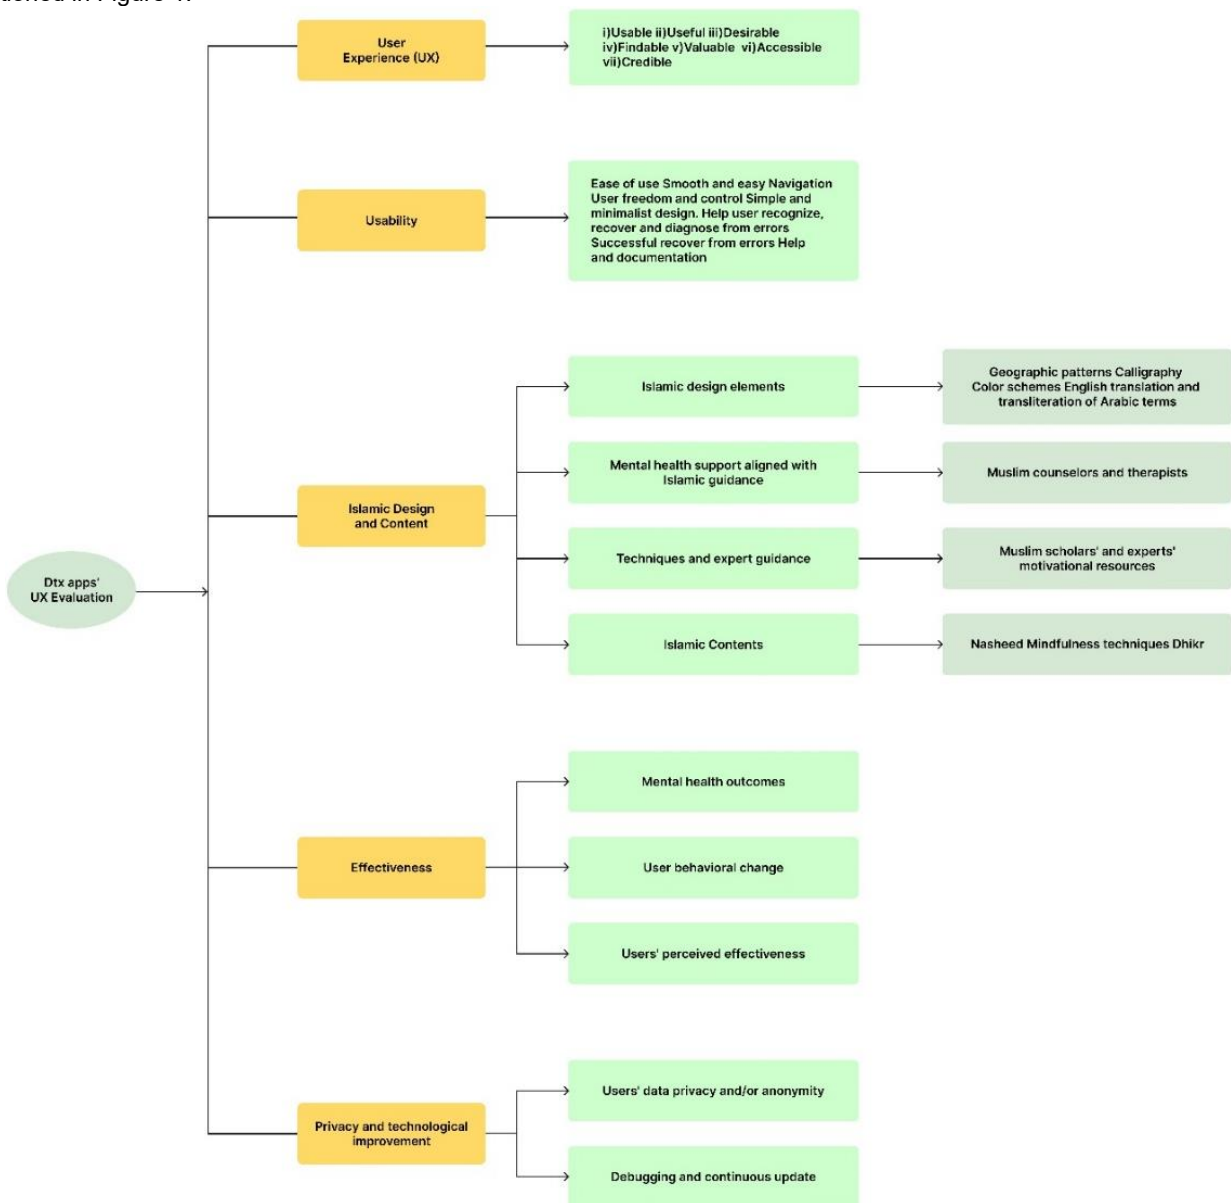 User
Experience (UX)
i)Usable ii)Useful iii)Desirable
iv)Findable v)Valuable vi)Accessible
vii)Credible
Usability
Ease of use Smooth and easy Navigation
User freedom and control Simple and
minimalist design. Help user recognize,
recover and diagnose from errors
Successful recover from errors Help
and documentation
Islamic Design
and Content
Islamic design elements
Geographic patterns Calligraphy
Color schemes English translation and
transliteration of Arabic terms
Mental health support aligned with
Islamic guidance
Muslim counselors and therapists
Techniques and expert guidance
Muslim scholars' and experts'
motivational resources
Islamic Contents
Nasheed Mindfulness techniques Dhikr
Dtx apps'
UX Evaluation
Effectiveness
Mental health outcomes
User behavioral change
Users' perceived effectiveness
Privacy and technological
improvement
Users' data privacy and/or anonymity
Debugging and continuous update